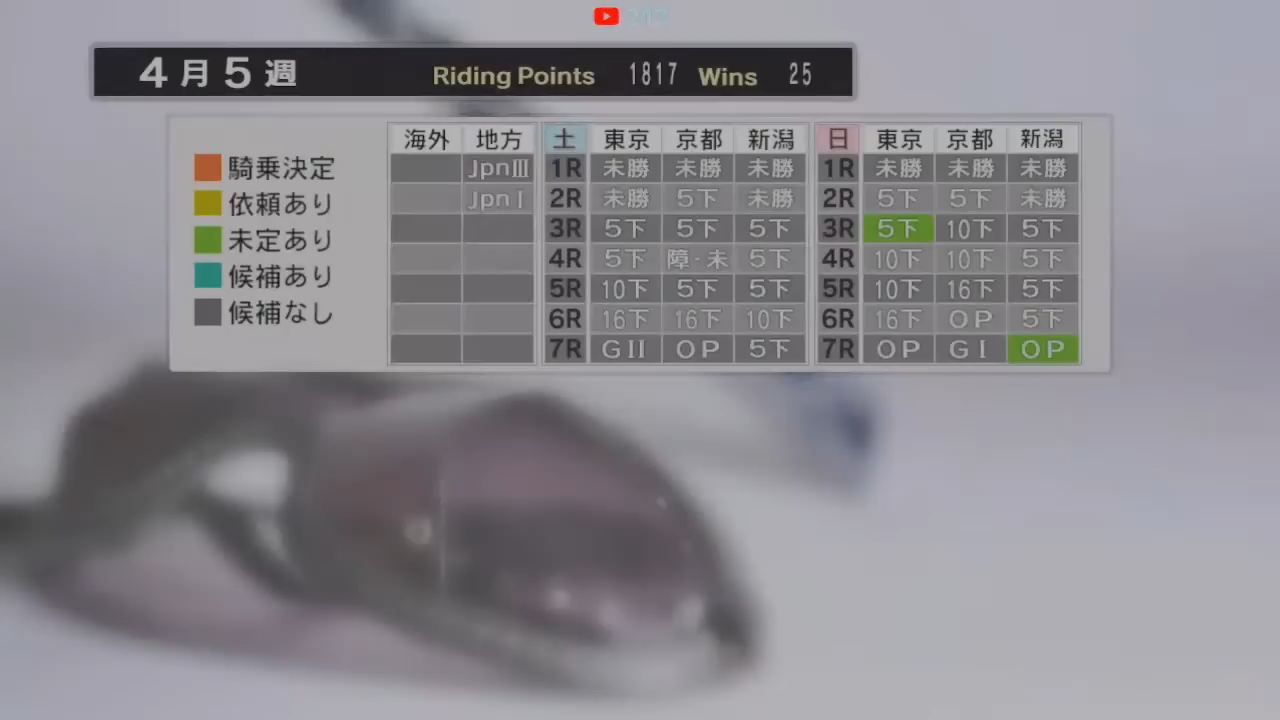 4月5週 Riding Points 1817 Wins 25
海外 地方 土 東京 京都 新潟 日 東京 京都 新潟
騎乗決定 JpnⅢ 1R 未勝 未勝 未勝 1R 未勝 未勝 未勝
依頼あり JpnⅠ 2R 未勝 5下 未勝 2R 5下 5下 未勝
未定あり 3R 5下 5下 5下 3R 5下 10下 5下
候補あり 4R 5下 障-未 5下 4R 10下 10下 5下
候補なし 5R 10下 5下 5下 5R 10下 16下 5下
6R 16下 16下 10下 6R 16下 OP 5下
7R GⅡ OP 5下 7R OP GⅠ OP